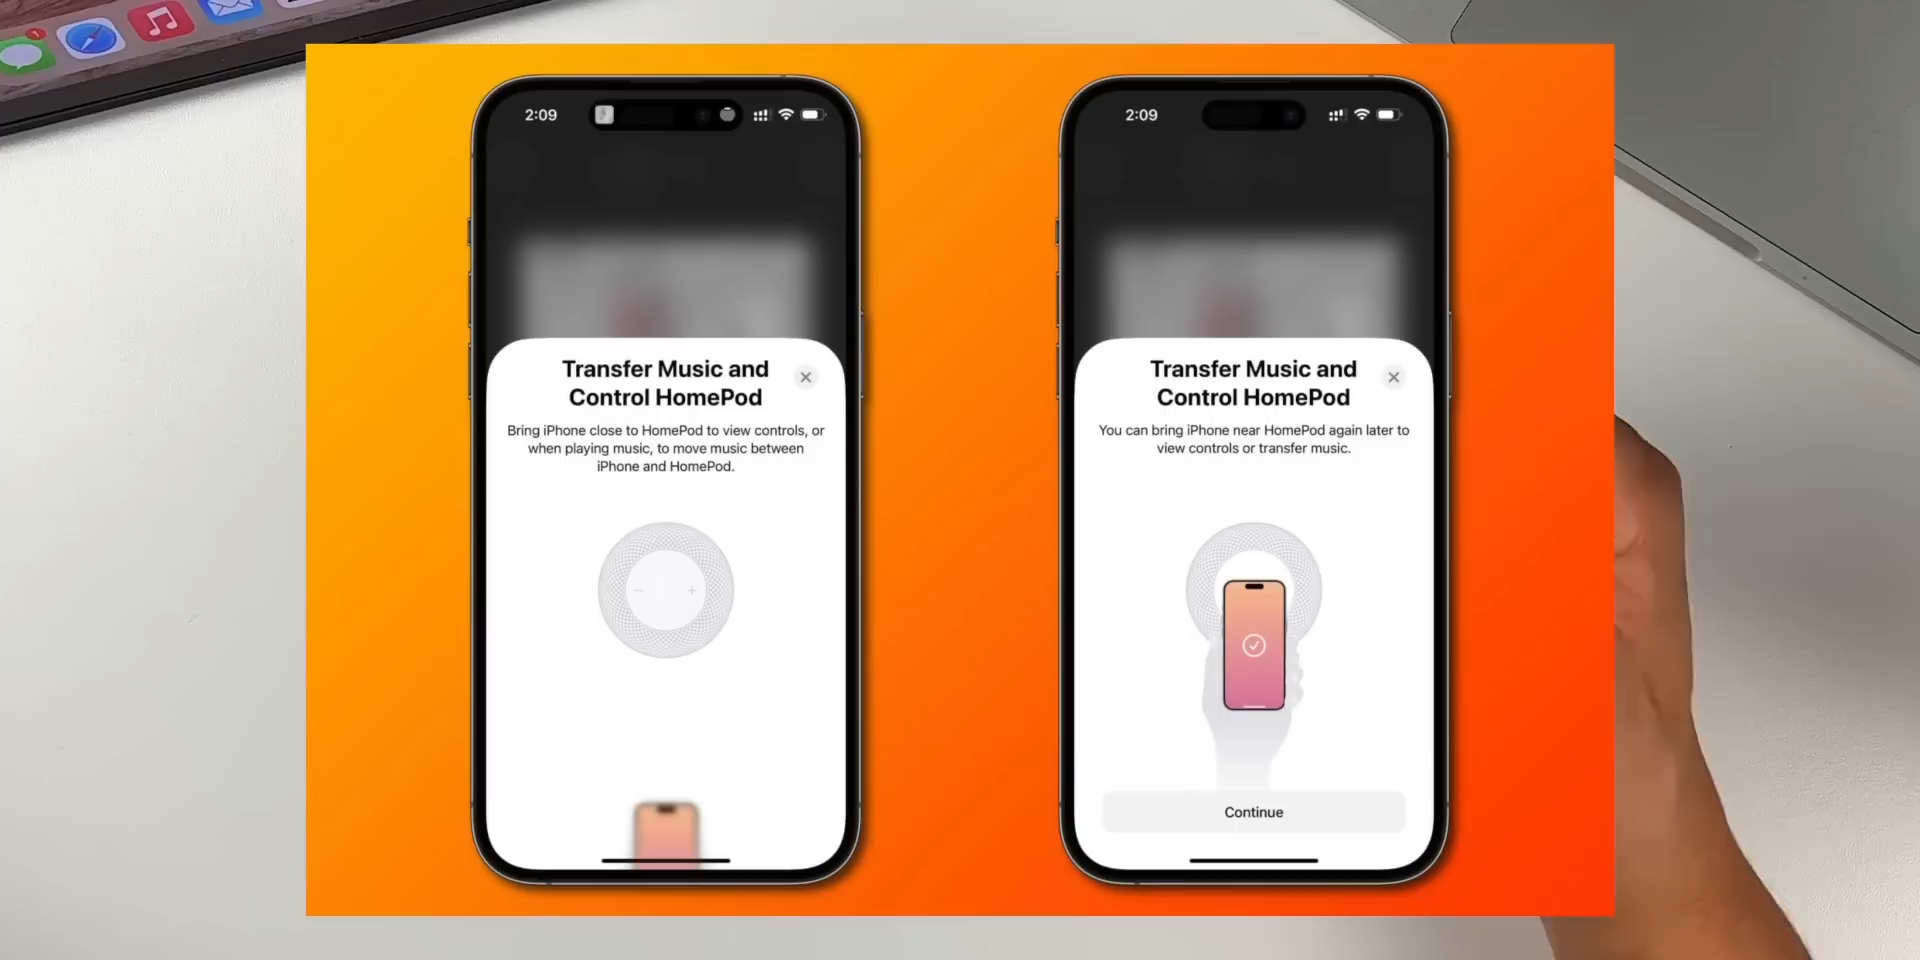 2:09
Transfer Music and
Control HomePod
Bring iPhone close to HomePod to view controls, or
when playing music, to move music between
iPhone and HomePod.
2:09
Transfer Music and
Control HomePod
You can bring iPhone near HomePod again later to
view controls or transfer music.
Continue